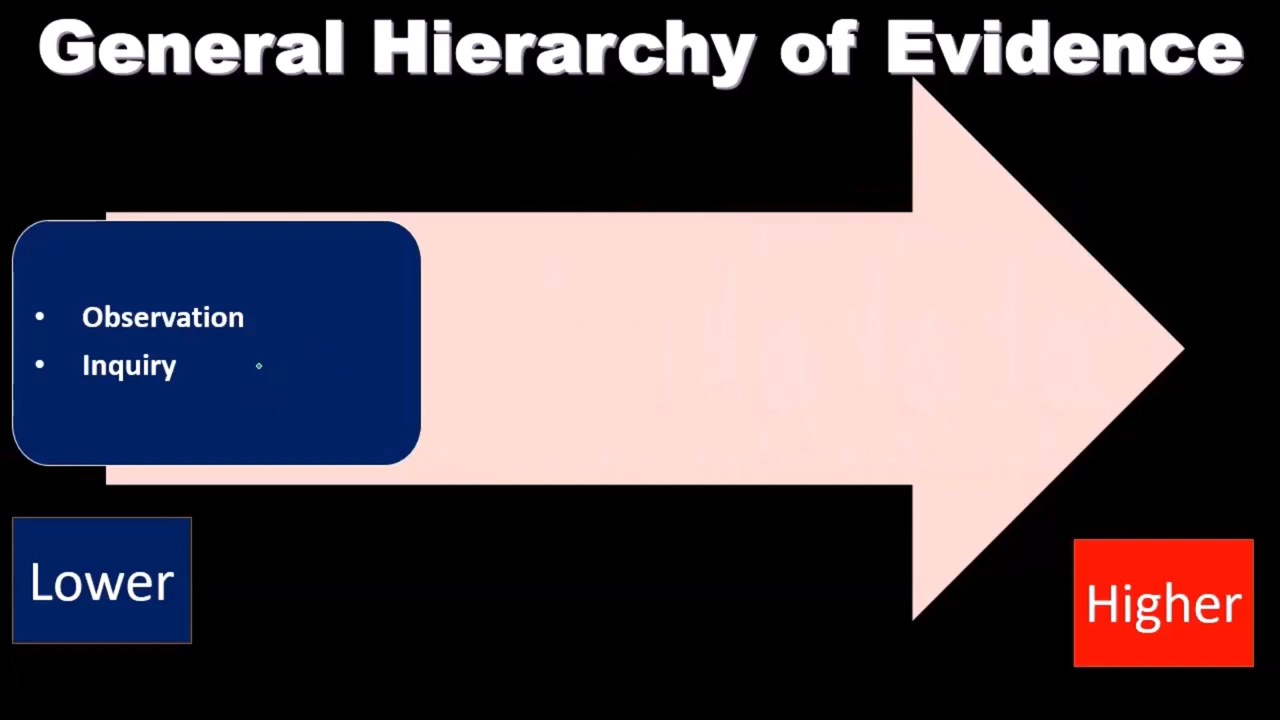 General Hierarchy of Evidence
• Observation
• Inquiry
Lower
Higher